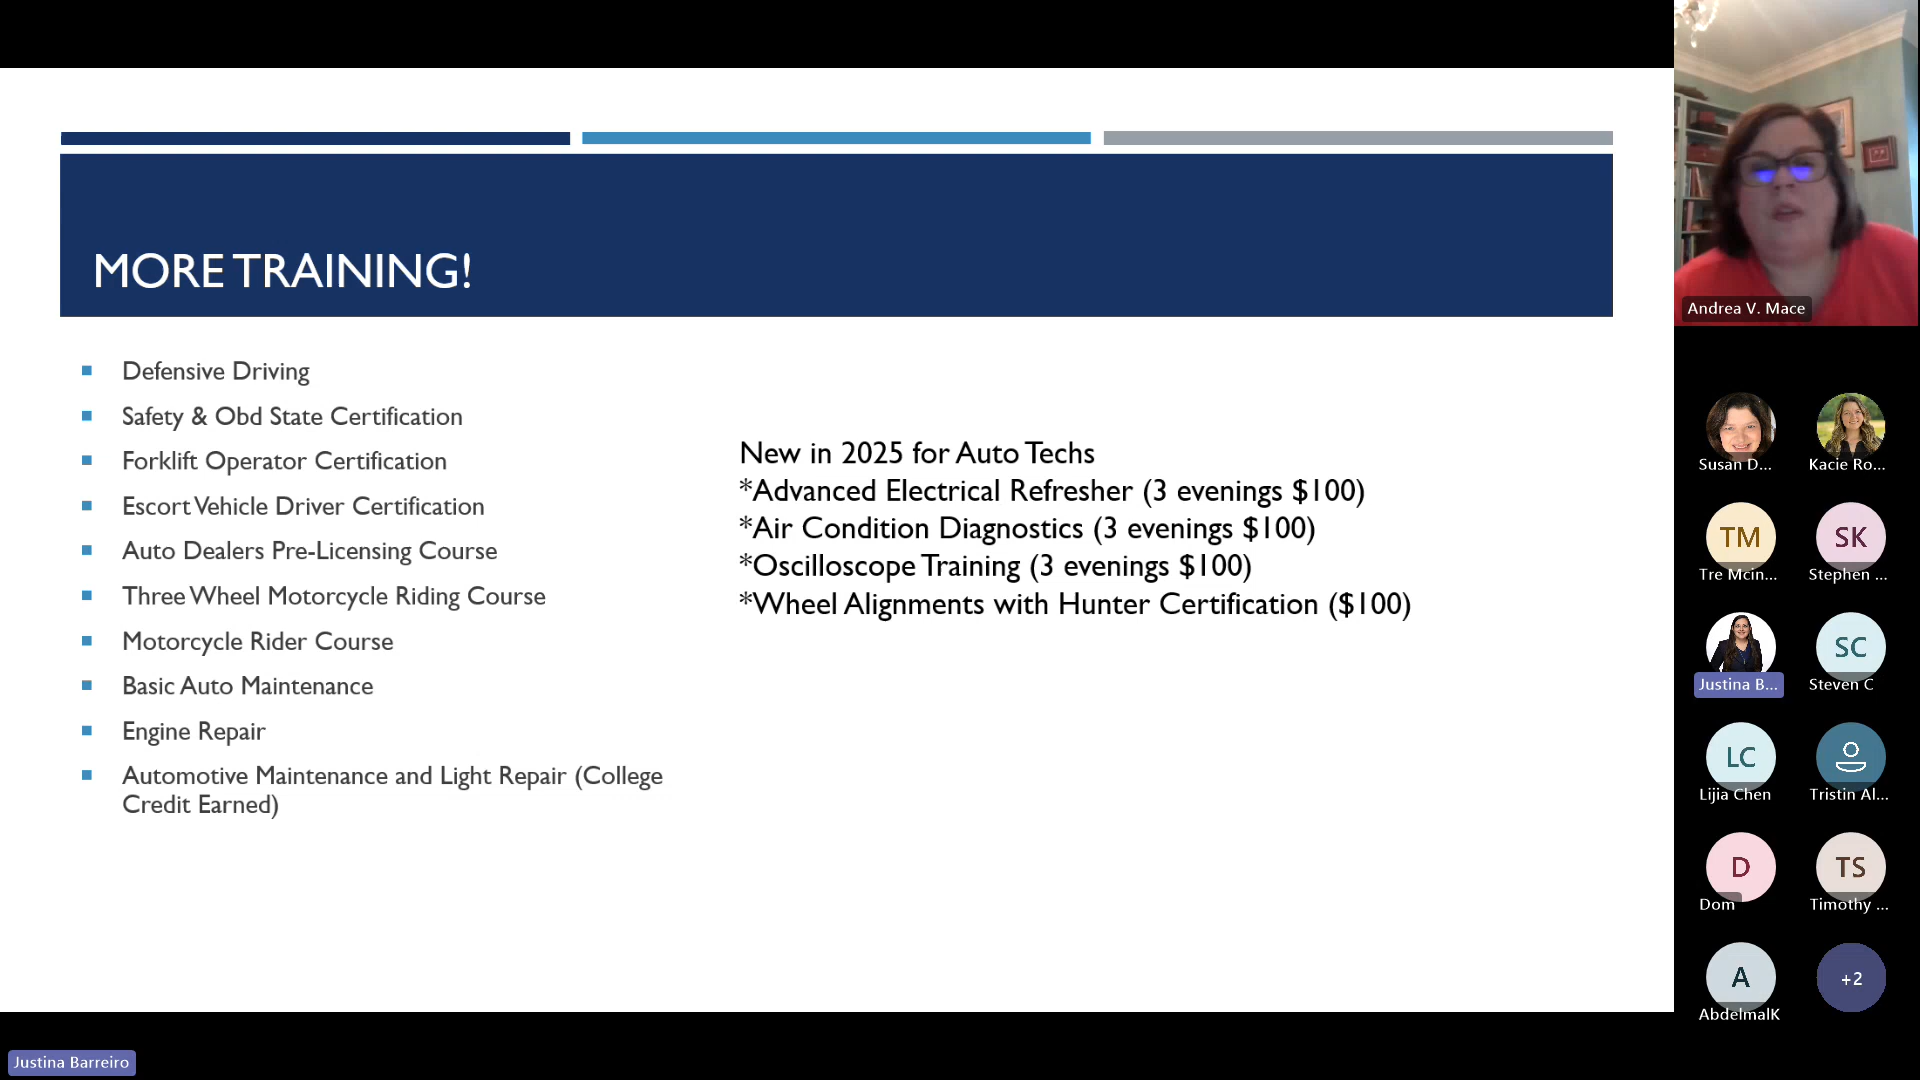 MORE TRAINING!
Defensive Driving
Safety & Obd State Certification
Forklift Operator Certification
Escort Vehicle Driver Certification
Auto Dealers Pre-Licensing Course
Three Wheel Motorcycle Riding Course
Motorcycle Rider Course
Basic Auto Maintenance
Engine Repair
Automotive Maintenance and Light Repair (College
Credit Earned)
New in 2025 for Auto Techs
*Advanced Electrical Refresher (3 evenings $100)
*Air Condition Diagnostics (3 evenings $100)
*Oscilloscope Training (3 evenings $100)
*Wheel Alignments with Hunter Certification ($100)
Andrea V. Mace
Susan D...
Kacie Ro...
TM
SK
Tre Mcin...
Stephen ...
SC
Justina B...
Steven C
LC
Lijia Chen
Tristin Al...
D
TS
Dom
Timothy ...
A
+2
AbdelmalK
Justina Barreiro